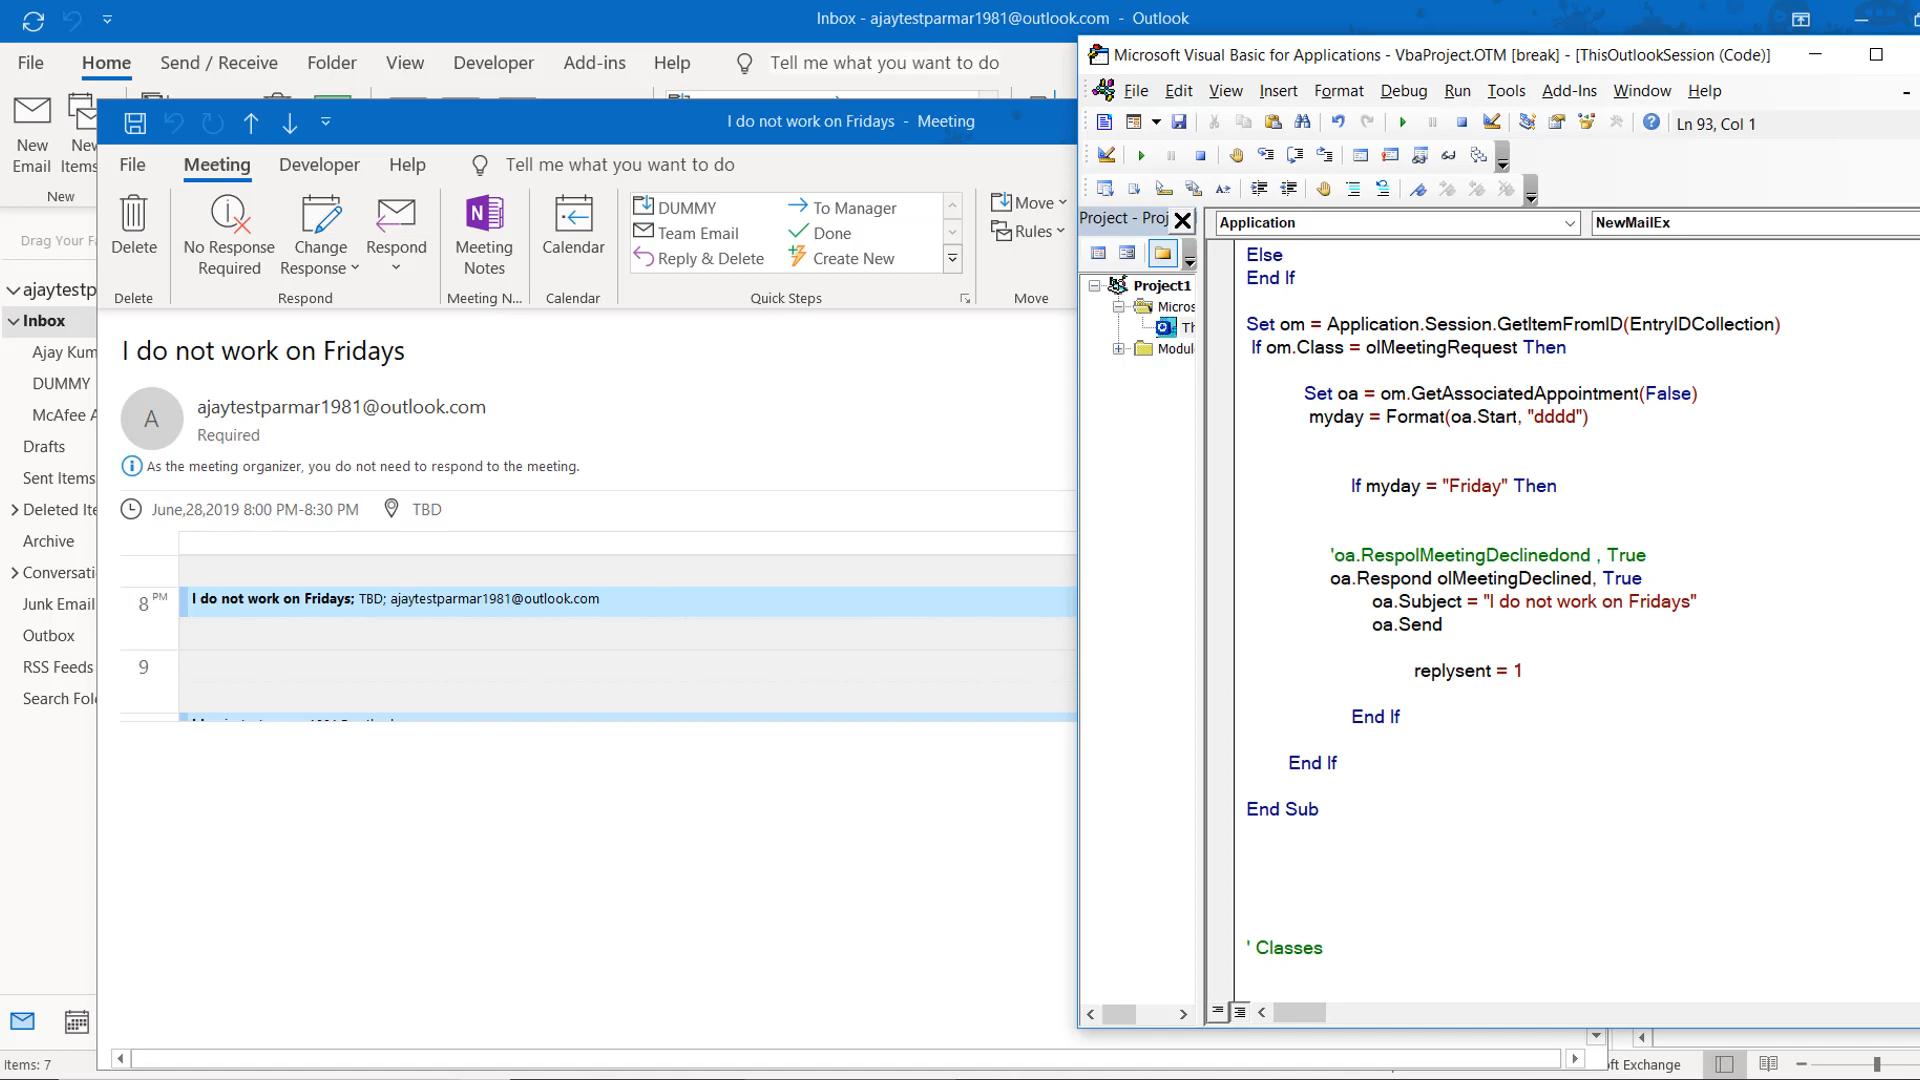 Inbox - ajaytestparmar1981@outlook.com - Outlook
File Home Send / Receive Folder View Developer Add-ins Help Tell me what you want to do
New
Email
New
Items
New
Drag Your Fa
ajaytestp
Inbox
Ajay Kum
DUMMY
McAfee A
Drafts
Sent Items
Deleted Ite
Archive
Conversati
Junk Email
Outbox
RSS Feeds
Search Fold
Items: 7
I do not work on Fridays - Meeting
File Meeting Developer Help Tell me what you want to do
Delete
No Response
Required
Change
Response
Respond
Meeting
Notes
Calendar
DUMMY
Team Email
Reply & Delete
To Manager
Done
Create New
Move
Rules
Delete Respond Meeting N... Calendar Quick Steps Move
I do not work on Fridays
A
ajaytestparmar1981@outlook.com
Required
As the meeting organizer, you do not need to respond to the meeting.
June,28,2019 8:00 PM-8:30 PM TBD
8 PM I do not work on Fridays; TBD; ajaytestparmar1981@outlook.com
9
Microsoft Visual Basic for Applications - VbaProject.OTM [break] - [ThisOutlookSession (Code)]
File Edit View Insert Format Debug Run Tools Add-Ins Window Help
Ln 93, Col 1
Project - Proj
Project1
Micros
Th
Modul
Application NewMailEx
Else
End If
Set om = Application.Session.GetItemFromID(EntryIDCollection)
If om.Class = olMeetingRequest Then
Set oa = om.GetAssociatedAppointment(False)
myday = Format(oa.Start, "dddd")
If myday = "Friday" Then
'oa.RespolMeetingDeclinedond , True
oa.Respond olMeetingDeclined, True
oa.Subject = "I do not work on Fridays"
oa.Send
replysent = 1
End If
End If
End Sub
' Classes
ft Exchange